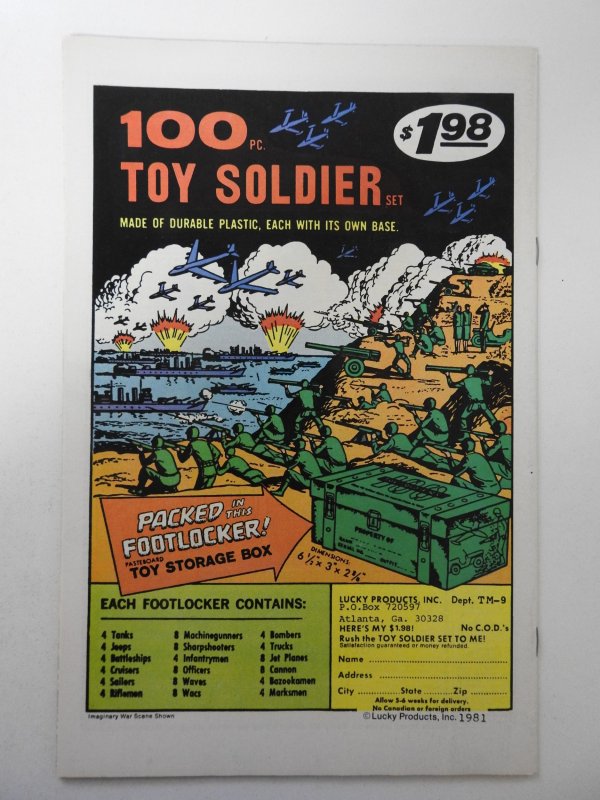 100 PC.
$1.98
TOY SOLDIER SET
MADE OF DURABLE PLASTIC, EACH WITH ITS OWN BASE.
PACKED IN THIS
FOOTLOCKER!
PASTEBOARD
TOY STORAGE BOX
PROPERTY OF
NAME
SERIAL NO. OUTFIT
DIMENSIONS:
EACH FOOTLOCKER CONTAINS:
4 Tanks
4 Jeeps
4 Battleships
4 Cruisers
4 Sailors
4 Riflemen
8 Machinegunners
8 Sharpshooters
4 Infantrymen
8 Officers
8 Waves
8 Wacs
4 Bombers
4 Trucks
8 Jet Planes
8 Cannon
4 Bazookamen
4 Marksmen
LUCKY PRODUCTS, INC. Dept. TM-9
P.O.Box 720597
Atlanta, Ga. 30328
HERE'S MY $1.98! No C.O.D.'s
Rush the TOY SOLDIER SET TO ME!
Satisfaction guaranteed or money refunded.
Name
Address
City State Zip
Allow 3-6 weeks for delivery.
No Canadian or foreign orders
Imaginary War Scene Shown
©Lucky Products, Inc. 1981